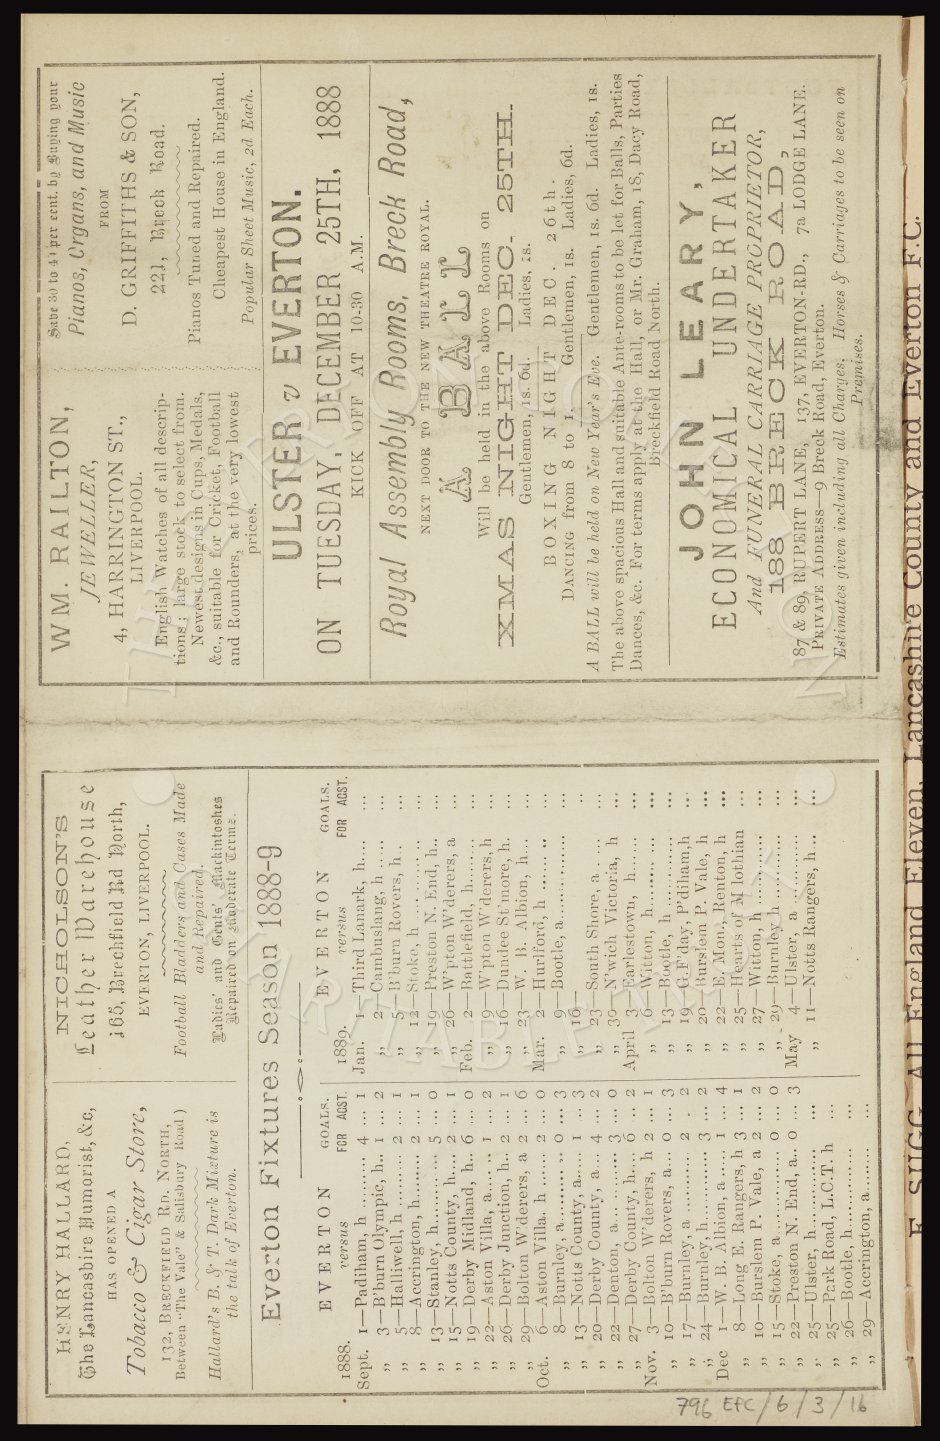 HENRY HALLARD,
The Lancashire Humorist, &c,
HAS OPENED A
Tobacco & Cigar Store,
132, BRECKFIELD RD. NORTH,
Between "The Vale" & Salisbury Road)
Hallard's B. & T. Dark Mixture is
the talk of Everton.
NICHOLSON'S
Leather Warehouse
165, Breckfield Rd North,
EVERTON, LIVERPOOL.
Football Bladders and Cases Made
and Repaired.
Ladies' and Gents' Mackintoshes
Repaired on Moderate Terms.
Everton Fixtures Season 1888-9
EVERTON GOALS.
1888. versus FOR AGST.
Sept. 1—Padiham, h ......... 4 ... 1
„ 3—B'burn Olympic, h.. 1 ... 2
„ 5—Halliwell, h .......... 2 ... 1
„ 8—Accrington, h........ 2 ... 1
„ 13—Stanley, h............ 5 ... 0
„ 15—Notts County, h.... 2 ... 1
„ 19—Derby Midland, h.. 6 ... 0
„ 22—Aston Villa, a....... 1 ... 2
„ 26—Derby Junction, h.. 2 ... 1
„ 29—Bolton W'derers, a 2 ... 6
Oct. 6—Aston Villa.. h ....... 2 ... 0
„ 8—Burnley, a........... 0 ... 3
„ 13—Notts County, a..... 1 ... 3
„ 20—Derby County, a... 4 ... 2
„ 22—Denton, a ......... 3 ... 0
„ 27—Derby County, h.... 0 .. 2
Nov. 3—Bolton W'derers, h 2 ... 1
„ 10—B'burn Rovers, a... 0 ... 3
„ 17—Burnley, a ........... 2 . 2
„ 24—Burnley, h........... 3 ... 2
Dec 1—W. B. Albion, a ..... 1 ... 4
„ 8—Long E. Rangers, h 3 ... 1
„ 10—Burslem P. Vale, a 2 ... 2
„ 15—Stoke, a............. 0 ... 0
„ 22—Preston N. End, a.. 0 ... 3
„ 25—Ulster, h............. ...
„ 25—Park Road, L.C.T. h
„ 26—Bootle, h............ ...
„ 29—Accrington, a........ ...
EVERTON GOALS.
1889. versus FOR AGST.
Jan. 1—Third Lanark, h .... ...
„ 2—Cambuslang, h ..... ...
„ 5—B'burn Rovers, h.. ...
„ 12—Stoke, h ............. ...
„ 19—Preston N. End, h.. ...
„ 26—W'pton W'derers, a ...
Feb. 2—Battlefield, h......... ...
„ 19—W'pton W'derers, h ...
„ 16—Dundee St'more, h. ...
„ 23—W. B. Albion, h.... ...
Mar. 2—Hurlford, h ......... ..
„ 9—Bootle, a............. ...
„ 16— ..
„ 23—South Shore, a ..... ...
„ 30—N'wich Victoria, h ...
April 3—Earlestown, h........ ...
„ 6—Witton, h............ ...
„ 13—Bootle, h ............. ...
„ 19—G.F'day P'diham, h ...
„ 20—Burslem P. Vale, h ...
„ 22—E. Mon., Renton, h ...
„ 25—Hearts of M'lothian ...
„ 27—Witton, h ............ ...
„ 29—Burnley h............ ...
May 4—Ulster, a ............. ...
„ 11—Notts Rangers, h ... ...
796 EFC/6/3/16
WM. RAILTON,
JEWELLER,
4, HARRINGTON ST.,
LIVERPOOL.
English Watches of all descrip-
tions; large stock to select from.
Newest designs in Cups, Medals,
&c., suitable for Cricket, Football
and Rounders, at the very lowest
prices.
Save 30 to 40 per cent. by Buying your
Pianos, Organs, and Music
FROM
D. GRIFFITHS & SON,
221, Breck Road.
Pianos Tuned and Repaired.
Cheapest House in England.
Popular Sheet Music, 2d Each.
ULSTER v EVERTON.
ON TUESDAY, DECEMBER 25TH, 1888
KICK OFF AT 10-30 A.M.
Royal Assembly Rooms, Breck Road,
NEXT DOOR TO THE NEW THEATRE ROYAL.
A BALL
Will be held in the above Rooms on
XMAS NIGHT DEC. 25TH.
Gentlemen, 1s. 6d. Ladies, 1s.
BOXING NIGHT DEC. 26th.
DANCING from 8 to 1. Gentlemen, 1s. Ladies, 6d.
A BALL will be held on New Year's Eve. Gentlemen, 1s. 6d. Ladies, 1s.
The above spacious Hall and suitable Ante-rooms to be let for Balls, Parties
Dances, &c. For terms apply at the Hall, or Mr. Graham, 18, Dacy Road,
Breckfield Road North.
JOHN LEARY,
ECONOMICAL UNDERTAKER
And FUNERAL CARRIAGE PROPRIETOR,
188 BRECK ROAD,
87 & 89, RUPERT LANE, 137, EVERTON-RD., 7a LODGE LANE.
PRIVATE ADDRESS—9 Breck Road, Everton.
Estimates given including all Charges. Horses & Carriages to be seen on
Premises.
F. SUGG, All England Eleven, Lancashire County and Everton F.C.